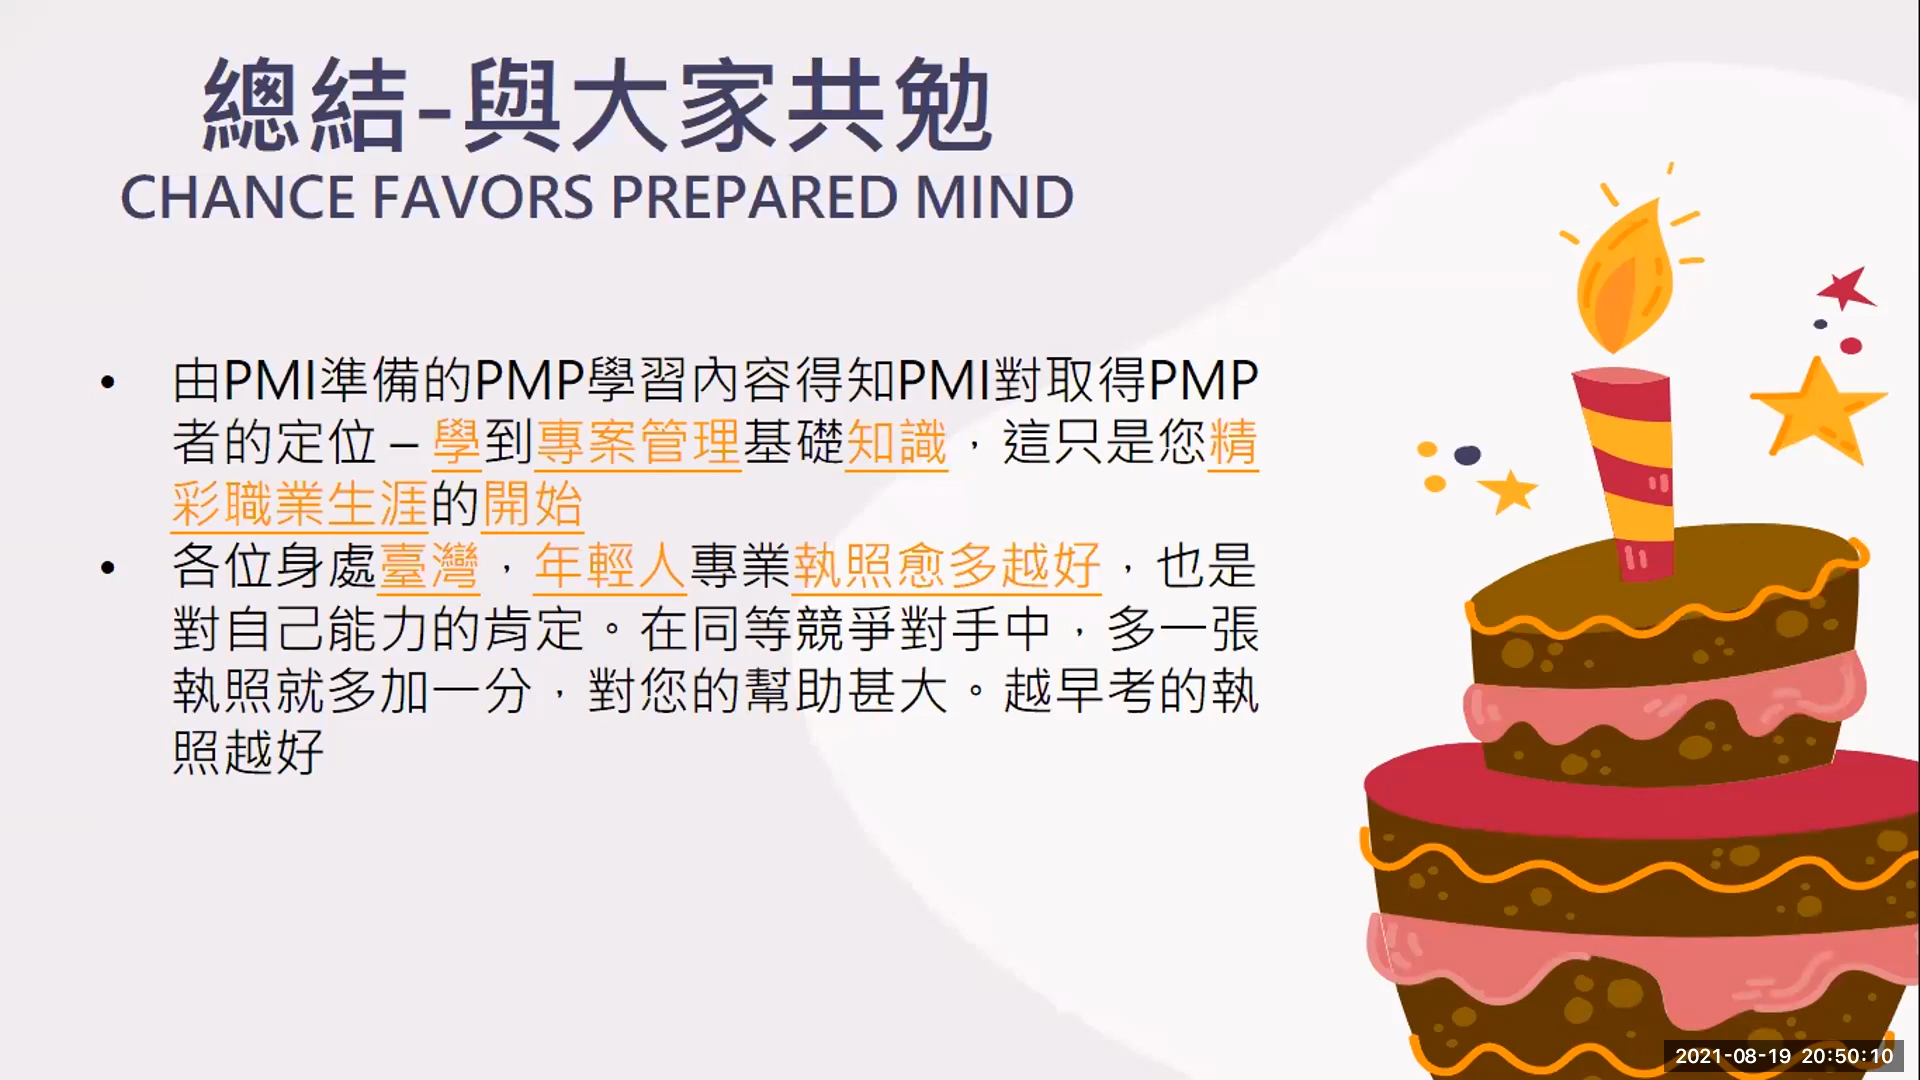 總結-與大家共勉
CHANCE FAVORS PREPARED MIND
• 由PMI準備的PMP學習內容得知PMI對取得PMP
者的定位 – 學到專案管理基礎知識，這只是您精
彩職業生涯的開始
• 各位身處臺灣，年輕人專業執照愈多越好，也是
對自己能力的肯定。在同等競爭對手中，多一張
執照就多加一分，對您的幫助甚大。越早考的執
照越好
2021-08-19 20:50:10